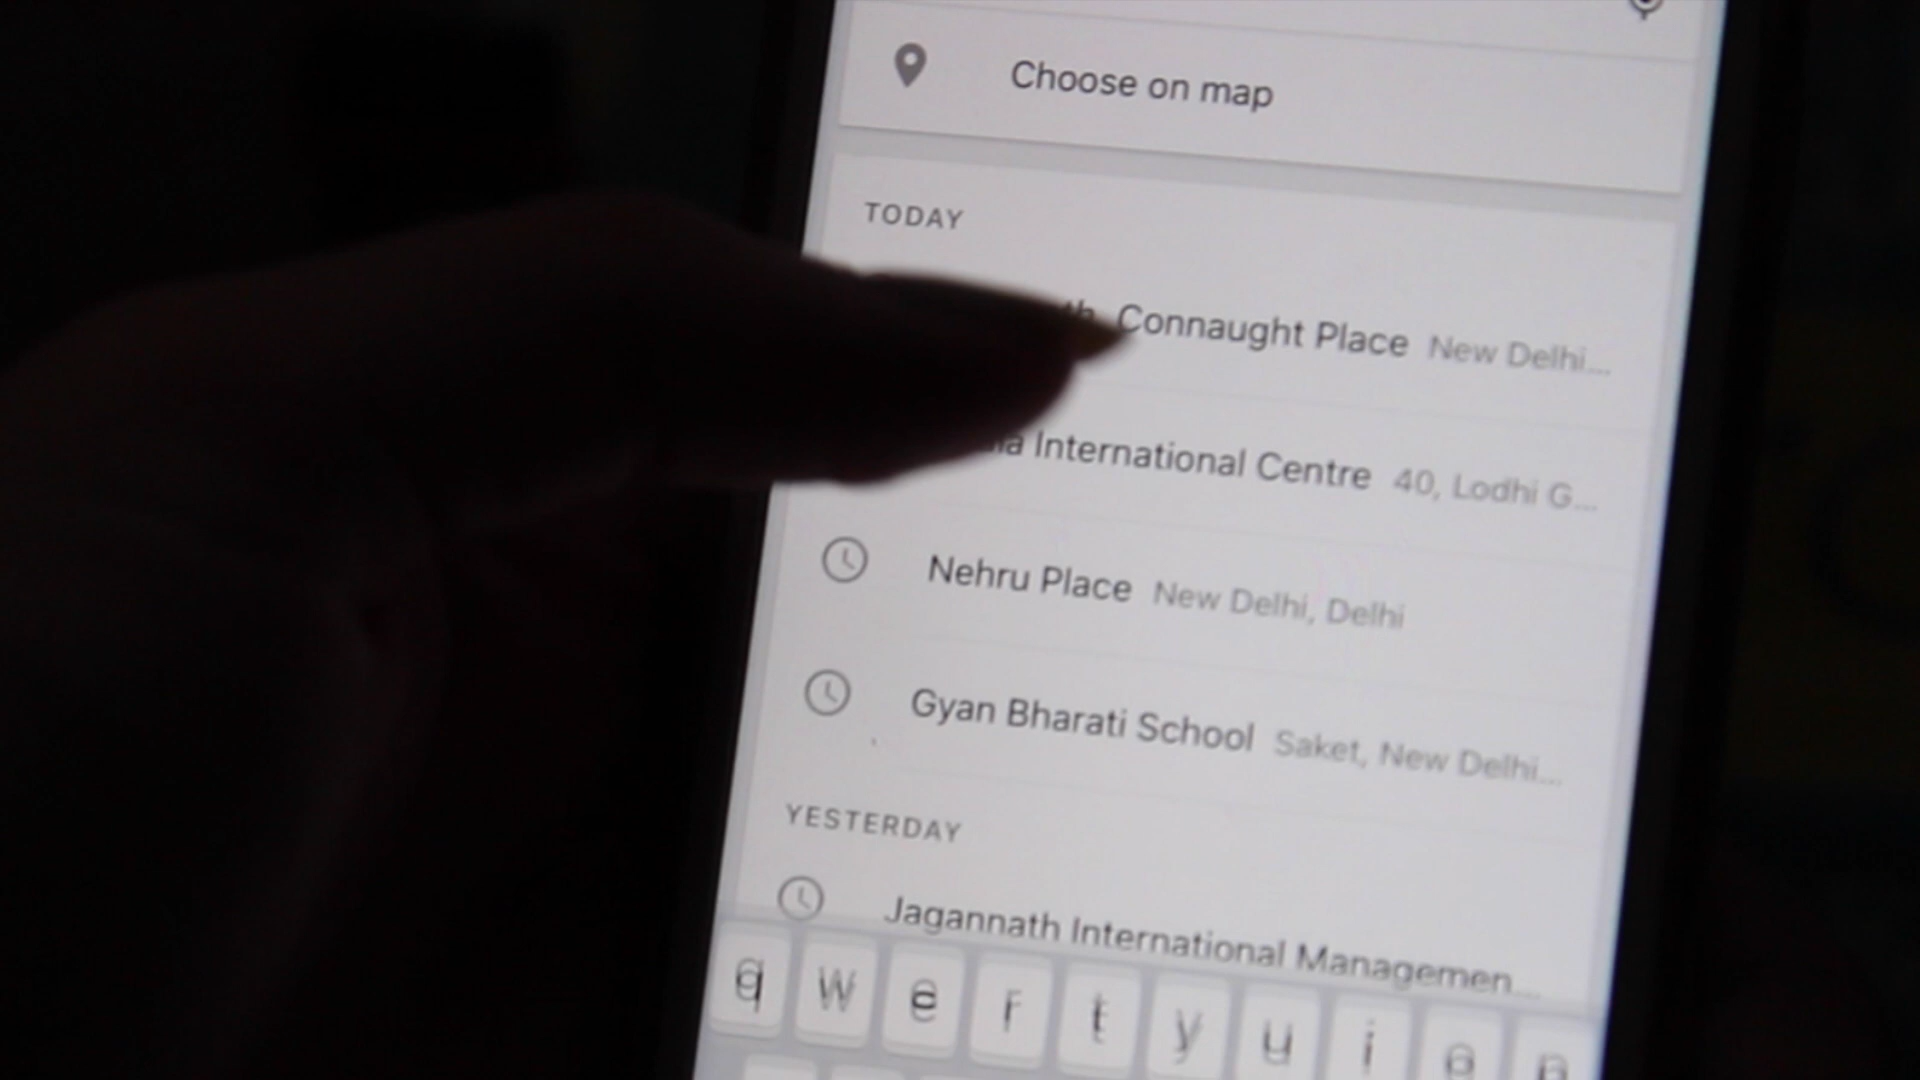 Choose on map
TODAY
Connaught Place New Delhi...
International Centre 40, Lodhi G...
Nehru Place New Delhi, Delhi
Gyan Bharati School Saket, New Delhi...
YESTERDAY
Jagannath International Managemen...
q w e r t y u i o p